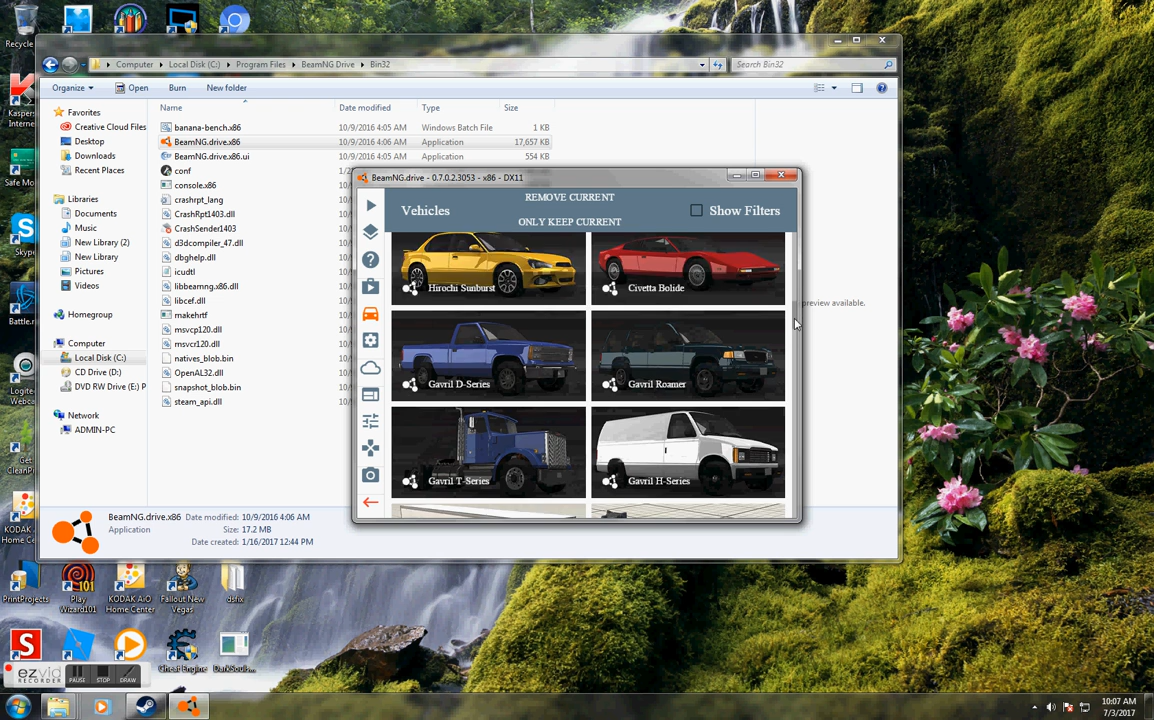 Recycle
Computer
Local Disk (C:)
Program Files
BeamNG Drive
Bin32
Search Bin32
Organize
Open
Burn
New folder
Name
Date modified
Type
Size
Favorites
Creative Cloud Files
Desktop
Downloads
Recent Places
Libraries
Documents
Music
New Library (2)
New Library
Pictures
Videos
Homegroup
Computer
Local Disk (C:)
CD Drive (D:)
DVD RW Drive (E:) P
Network
ADMIN-PC
banana-bench.x86 10/9/2016 4:05 AM Windows Batch File 1 KB
BeamNG.drive.x86 10/9/2016 4:06 AM Application 17,657 KB
BeamNG.drive.x86.ui 10/9/2016 4:05 AM Application 554 KB
conf
console.x86
crashrpt_lang
CrashRpt1403.dll
CrashSender1403
d3dcompiler_47.dll
dbghelp.dll
icudtl
libbeamng.x86.dll
libcef.dll
makehrtf
msvcp120.dll
msvcr120.dll
natives_blob.bin
OpenAL32.dll
snapshot_blob.bin
steam_api.dll
BeamNG.drive - 0.7.0.2.3053 - x86 - DX11
REMOVE CURRENT
Vehicles
Show Filters
ONLY KEEP CURRENT
Hirochi Sunburst
Civetta Bolide
Gavril D-Series
Gavril Roamer
Gavril T-Series
Gavril H-Series
preview available.
BeamNG.drive.x86 Date modified: 10/9/2016 4:06 AM
Application Size: 17.2 MB
Date created: 1/16/2017 12:44 PM
Kaspers
Internet
Safe Mo
Skype
Battle.n
Logitec
Webca
Get
CleanP
KODAK
Home Ce
PrintProjects
Play
Wizard101
KODAK AiO
Home Center
Fallout New
Vegas
dsfix
Cheat Engine
DarkSouls...
ezvid
RECORDER
PAUSE
STOP
DRAW
10:07 AM
7/3/2017